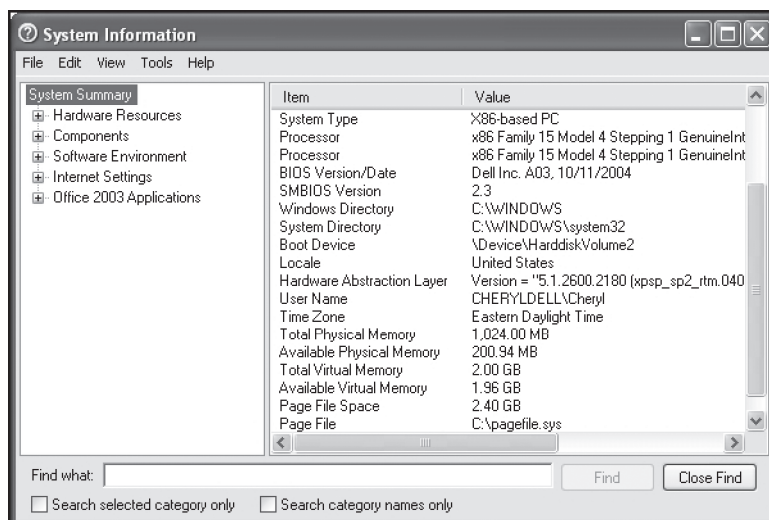 System Information
File Edit View Tools Help
System Summary
Hardware Resources
Components
Software Environment
Internet Settings
Office 2003 Applications
Item Value
System Type X86-based PC
Processor x86 Family 15 Model 4 Stepping 1 GenuineInt
Processor x86 Family 15 Model 4 Stepping 1 GenuineInt
BIOS Version/Date Dell Inc. A03, 10/11/2004
SMBIOS Version 2.3
Windows Directory C:\WINDOWS
System Directory C:\WINDOWS\system32
Boot Device \Device\HarddiskVolume2
Locale United States
Hardware Abstraction Layer Version = "5.1.2600.2180 (xpsp_sp2_rtm.040
User Name CHERYLDELL\Cheryl
Time Zone Eastern Daylight Time
Total Physical Memory 1,024.00 MB
Available Physical Memory 200.94 MB
Total Virtual Memory 2.00 GB
Available Virtual Memory 1.96 GB
Page File Space 2.40 GB
Page File C:\pagefile.sys
Find what: Find Close Find
Search selected category only Search category names only